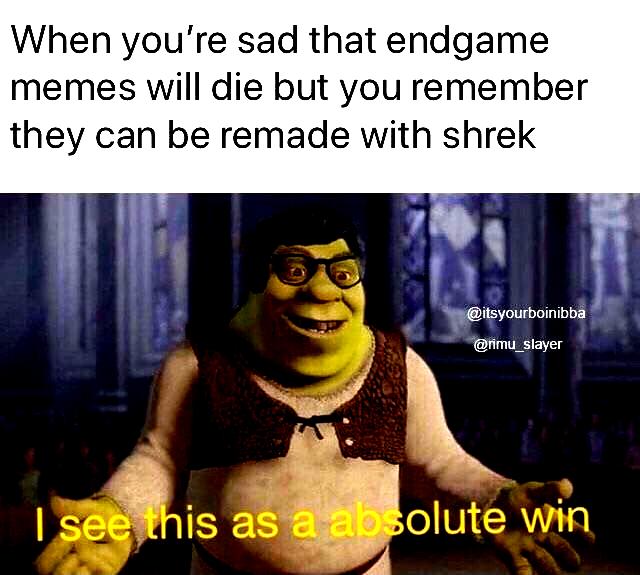 When you’re sad that endgame
memes will die but you remember
they can be remade with shrek
@itsyourboinibba
@rimu_slayer
I see this as a absolute win